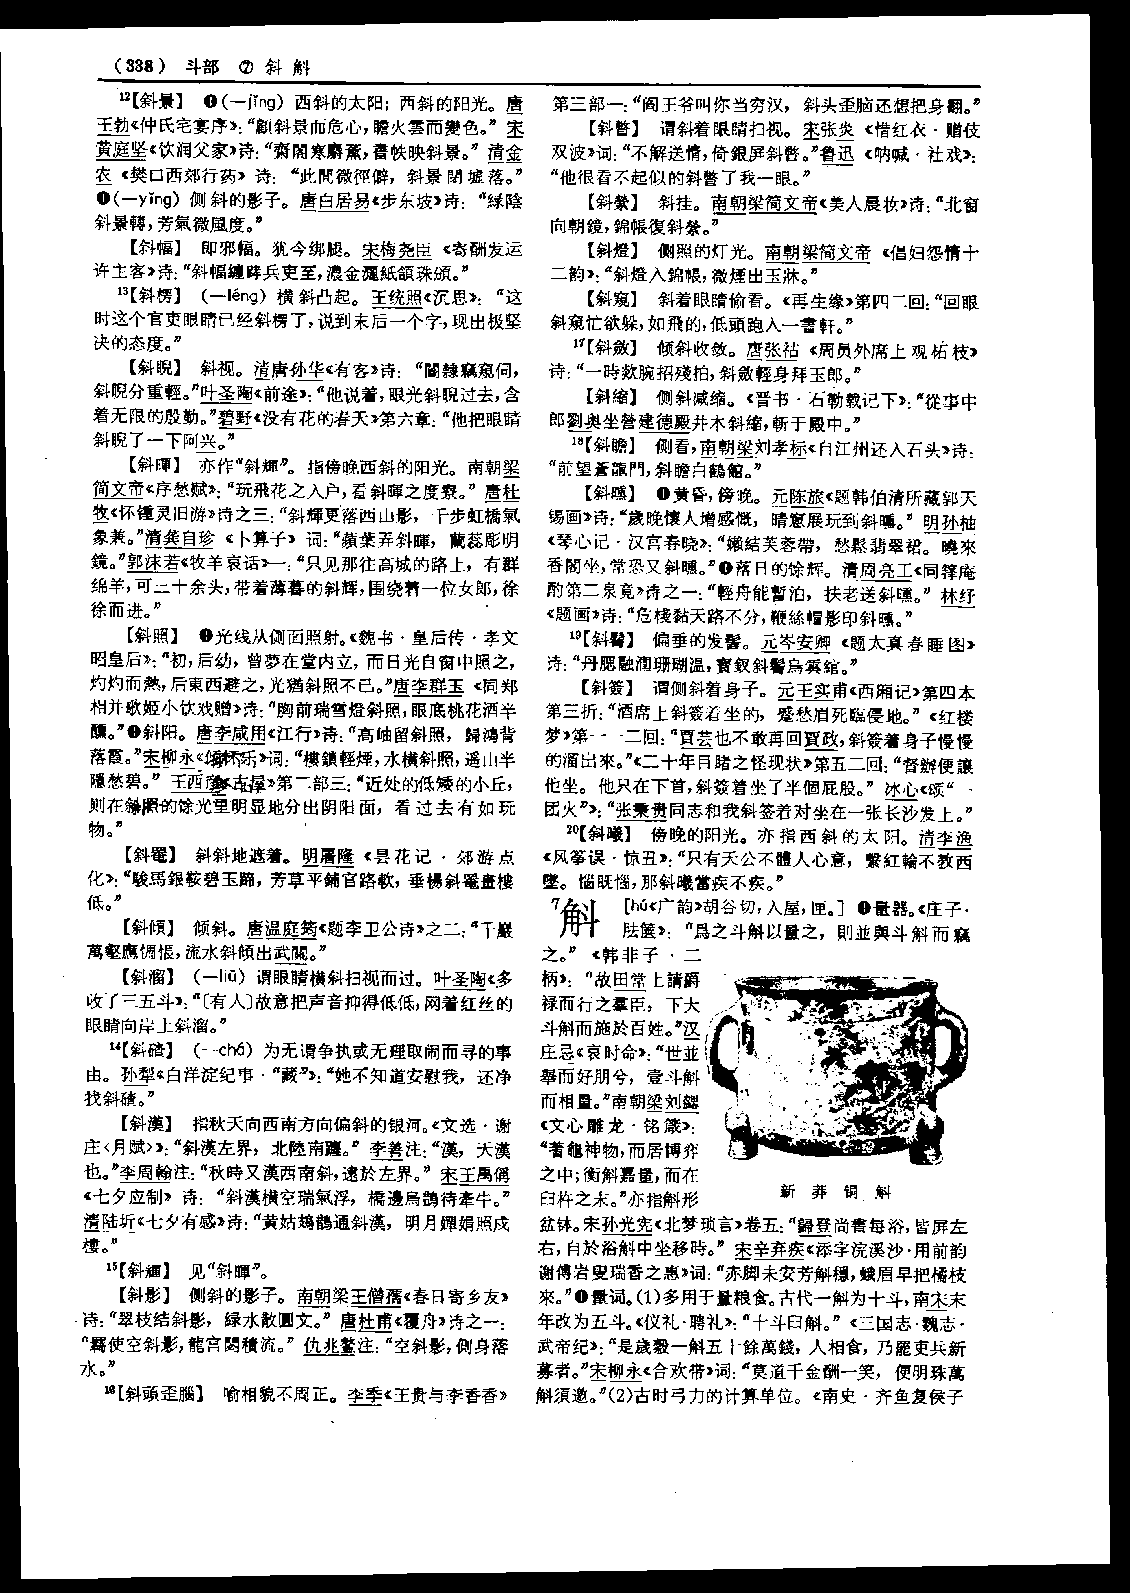 (338) 斗部 ⑦ 斜 斛
12【斜景】 ❶(—jǐng) 西斜的太阳；西斜的阳光。唐
王勃《仲氏宅宴序》：“顧斜景而危心，瞻火雲而變色。” 宋
黄庭坚《饮润父家》诗：“齋閣寒麝薰，書帙映斜景。” 清金
农《樊口西郊行药》诗：“此間微徑僻，斜景閉墟落。”
❷(—yǐng) 侧斜的影子。唐白居易《步东坡》诗：“緑陰
斜景轉，芳氣微風度。”
【斜幅】 即邪幅。犹今绑腿。宋梅尧臣《寄酬发运
许主客》诗：“斜幅纏蹄兵吏至，濃金灑紙頷珠頒。”
13【斜楞】 (—léng) 横斜凸起。王统照《沉思》：“这
时这个官吏眼睛已经斜楞了，说到末后一个字，现出极坚
决的态度。”
【斜睨】 斜视。清唐孙华《有客》诗：“閽隸竊窺伺，
斜睨分重輕。”叶圣陶《前途》：“他说着，眼光斜睨过去，含
着无限的殷勤。”碧野《没有花的春天》第六章：“他把眼睛
斜睨了一下阿兴。”
【斜暉】 亦作“斜輝”。指傍晚西斜的阳光。南朝梁
简文帝《序愁赋》：“玩飛花之入户，看斜暉之度寮。” 唐杜
牧《怀锺灵旧游》诗之三：“斜輝更落西山影，千步虹橋氣
象兼。”清龚自珍《卜算子》词：“蘋葉弄斜暉，蘭蕊彫明
鏡。”郭沫若《牧羊哀话》一：“只见那往高城的路上，有群
绵羊，可二十余头，带着薄暮的斜辉，围绕着一位女郎，徐
徐而进。”
【斜照】 ❶光线从侧面照射。《魏书·皇后传·孝文
昭皇后》：“初，后幼，曾夢在堂内立，而日光自窗中照之，
灼灼而熱，后東西避之，光猶斜照不已。”唐李群玉《同郑
相并歌姬小饮戏赠》诗：“胸前瑞雪燈斜照，眼底桃花酒半
醺。”❷斜阳。唐李咸用《江行》诗：“高岫留斜照，歸鴻背
落霞。”宋柳永《倾杯乐》词：“樓鎖輕煙，水横斜照，遥山半
隱愁碧。” 王西彦《古屋》第二部三：“近处的低矮的小丘，
则在斜照的馀光里明显地分出阴阳面，看过去有如玩
物。”
【斜罨】 斜斜地遮着。明屠隆《昙花记·郊游点
化》：“駿馬銀鞍碧玉蹄，芳草平鋪官路軟，垂楊斜罨畫樓
低。”
【斜傾】 倾斜。唐温庭筠《题李卫公诗》之二：“千巖
萬壑應惆悵，流水斜傾出武關。”
【斜溜】 (—liū) 谓眼睛横斜扫视而过。叶圣陶《多
收了三五斗》：“〔有人〕故意把声音抑得低低，网着红丝的
眼睛向岸上斜溜。”
14【斜碴】 (—chá) 为无谓争执或无理取闹而寻的事
由。孙犁《白洋淀纪事·“藏”》：“她不知道安慰我，还净
找斜碴。”
【斜漢】 指秋天向西南方向偏斜的银河。《文选·谢
庄〈月赋〉》：“斜漢左界，北陸南躔。” 李善注：“漢，天漢
也。”李周翰注：“秋時又漢西南斜，遠於左界。” 宋王禹偁
《七夕应制》诗：“斜漢横空瑞氣浮，橋邊烏鵲待牽牛。”
清陆圻《七夕有感》诗：“黄姑鳷鵲通斜漢，明月嬋娟照戍
樓。”
15【斜輝】 见“斜暉”。
【斜影】 侧斜的影子。南朝梁王僧孺《春日寄乡友》
诗：“翠枝結斜影，绿水散圓文。” 唐杜甫《覆舟》诗之一：
“羈使空斜影，龍宫閟積流。” 仇兆鳌注：“空斜影，側身落
水。”
16【斜頭歪腦】 喻相貌不周正。李季《王贵与李香香》
第三部一：“阎王爷叫你当穷汉，斜头歪脑还想把身翻。”
【斜瞥】 谓斜着眼睛扫视。宋张炎《惜红衣·赠伎
双波》词：“不解送情，倚銀屏斜瞥。”鲁迅《呐喊·社戏》：
“他很看不起似的斜瞥了我一眼。”
【斜縈】 斜挂。南朝梁简文帝《美人晨妆》诗：“北窗
向朝鏡，錦帳復斜縈。”
【斜燈】 侧照的灯光。南朝梁简文帝《倡妇怨情十
二韵》：“斜燈入錦帳，微煙出玉牀。”
【斜窺】 斜着眼睛偷看。《再生缘》第四二回：“回眼
斜窺忙欲躲，如飛的，低頭跑入一書軒。”
17【斜斂】 倾斜收敛。唐张祜《周员外席上观柘枝》
诗：“一時欻腕招殘拍，斜斂輕身拜玉郎。”
【斜缩】 侧斜减缩。《晋书·石勒载记下》：“從事中
郎劉奥坐營建德殿井木斜縮，斬于殿中。”
18【斜瞻】 侧看，南朝梁刘孝标《自江州还入石头》诗：
“前望蒼龍門，斜瞻白鶴館。”
【斜曛】 ❶黄昏，傍晚。元陈旅《题韩伯清所藏郭天
锡画》诗：“歲晚懷人增感慨，晴窻展玩到斜曛。” 明孙柚
《琴心记·汉宫春晓》：“嬾結芙蓉帶，愁鬆翡翠裙。曉來
香閣坐，常恐又斜曛。”❷落日的馀辉。清周亮工《同箨庵
酌第二泉竟》诗之一：“輕舟能暫泊，扶老送斜曛。” 林纾
《题画》诗：“危棧黏天路不分，鞭絲帽影印斜曛。”
19【斜鬌】 偏垂的发髻。元岑安卿《题太真春睡图》
诗：“丹腮融潤珊瑚温，寶釵斜鬌烏雲綰。”
【斜簽】 谓侧斜着身子。元王实甫《西厢记》第四本
第三折：“酒席上斜簽着坐的，蹙愁眉死臨侵地。”《红楼
梦》第一一二回：“賈芸也不敢再回賈政，斜簽着身子慢慢
的溜出來。”《二十年目睹之怪现状》第五二回：“督辦便讓
他坐。他只在下首，斜簽着坐了半個屁股。” 冰心《颂“一
团火”》：“张秉贵同志和我斜签着对坐在一张长沙发上。”
20【斜曦】 傍晚的阳光。亦指西斜的太阳。清李渔
《风筝误·惊丑》：“只有天公不體人心意，繫紅輪不教西
墜。惱既惱，那斜曦當疾不疾。”
7斛 [hú《广韵》胡谷切，入屋，匣。] ❶量器。《庄子·
胠箧》：“爲之斗斛以量之，則並與斗斛而竊
之。”《韩非子·二
柄》：“故田常上請爵
禄而行之羣臣，下大
斗斛而施於百姓。”汉
庄忌《哀时命》：“世並
舉而好朋兮，壹斗斛
而相量。”南朝梁刘勰
《文心雕龙·铭箴》：
“蓍龜神物，而居博弈
之中；衡斛嘉量，而在
臼杵之末。”亦指斛形
盆钵。宋孙光宪《北梦琐言》卷五：“歸登尚書每浴，皆屏左
右，自於浴斛中坐移時。” 宋辛弃疾《添字浣溪沙·用前韵
谢傅岩叟瑞香之惠》词：“亦脚未安芳斛穩，蛾眉早把橘枝
來。”❷量词。(1)多用于量粮食。古代一斛为十斗，南宋末
年改为五斗。《仪礼·聘礼》：“十斗曰斛。”《三国志·魏志·
武帝纪》：“是歲穀一斛五十餘萬錢，人相食，乃罷吏兵新
募者。”宋柳永《合欢带》词：“莫道千金酬一笑，便明珠萬
斛須邀。”(2)古时弓力的计算单位。《南史·齐鱼复侯子
新莽铜斛